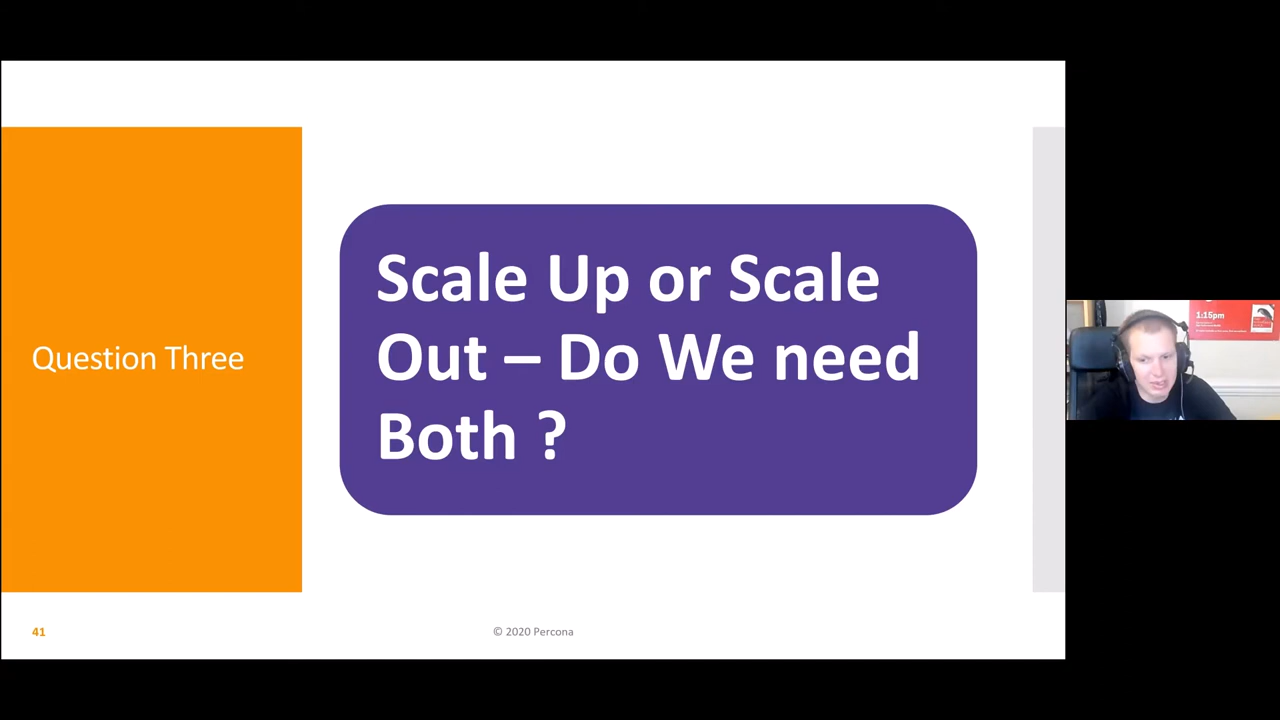 Question Three
Scale Up or Scale
Out – Do We need
Both ?
41
© 2020 Percona
1:15pm